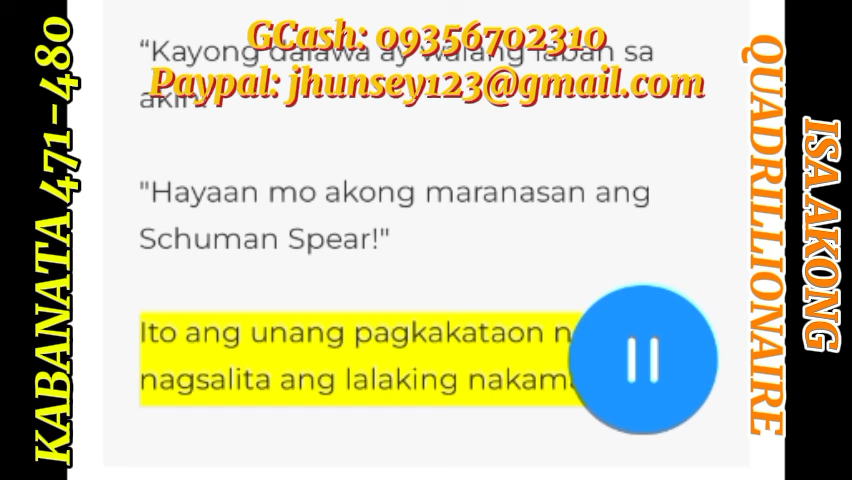 GCash: 09356702310
Paypal: jhunsey123@gmail.com
“Kayong dalawa ay walang laban sa
akin.
"Hayaan mo akong maranasan ang
Schuman Spear!"
Ito ang unang pagkakataon
nagsalita ang lalaking
KABANATA 471-480
QUADRILLIONAIRE
ISA AKONG